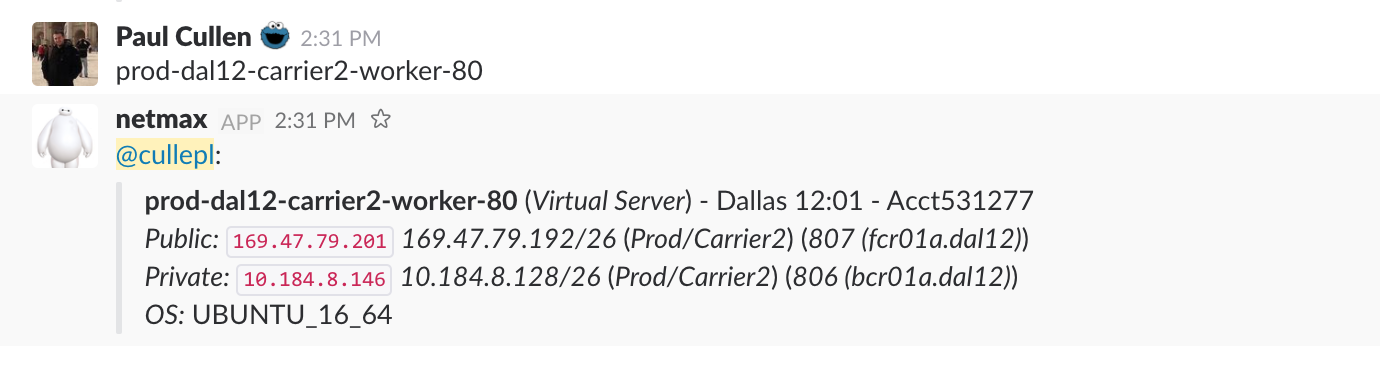 Paul Cullen 2:31 PM
prod-dal12-carrier2-worker-80
netmax APP 2:31 PM
@cullepl:
prod-dal12-carrier2-worker-80 (Virtual Server) - Dallas 12:01 - Acct531277
Public: 169.47.79.201 169.47.79.192/26 (Prod/Carrier2) (807 (fcr01a.dal12))
Private: 10.184.8.146 10.184.8.128/26 (Prod/Carrier2) (806 (bcr01a.dal12))
OS: UBUNTU_16_64